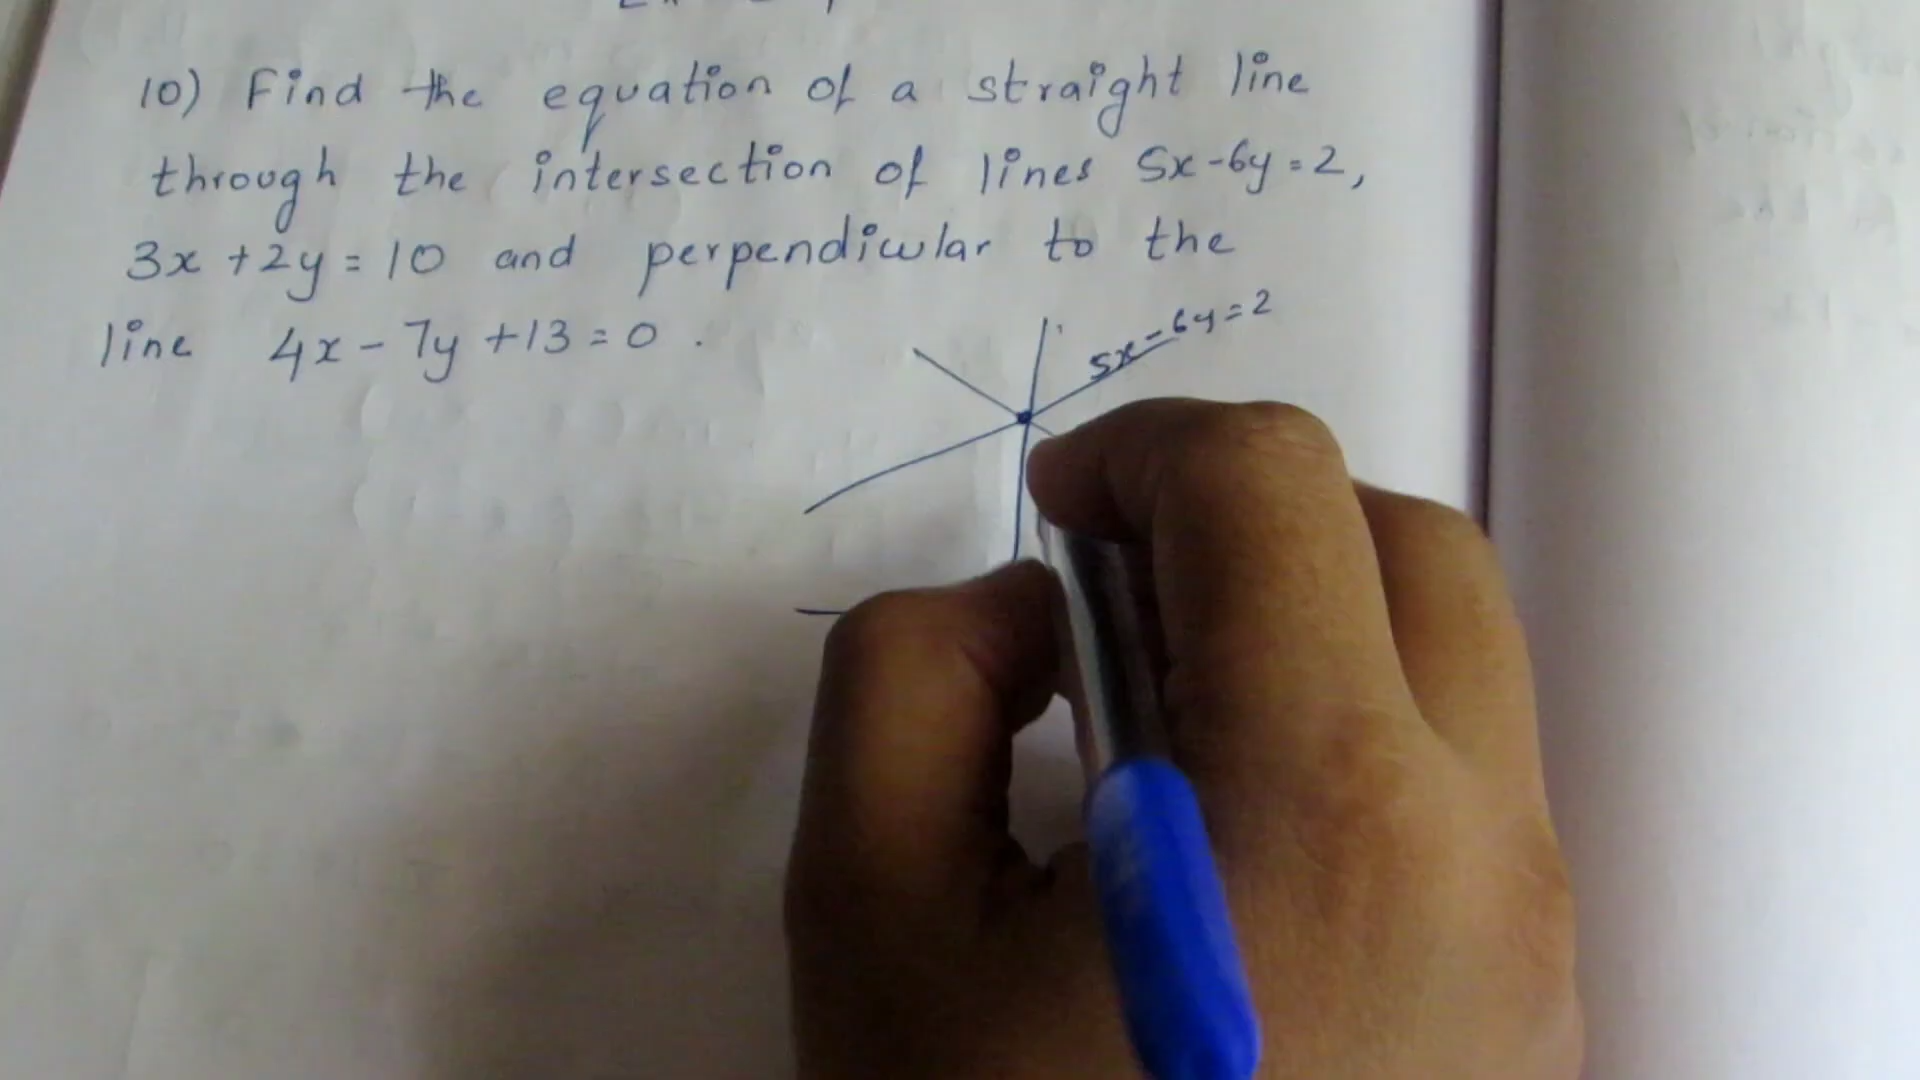 10) Find the equation of a straight line
through the intersection of lines 5x-6y=2,
3x+2y=10 and perpendicular to the
line 4x-7y+13=0.
5x-6y=2